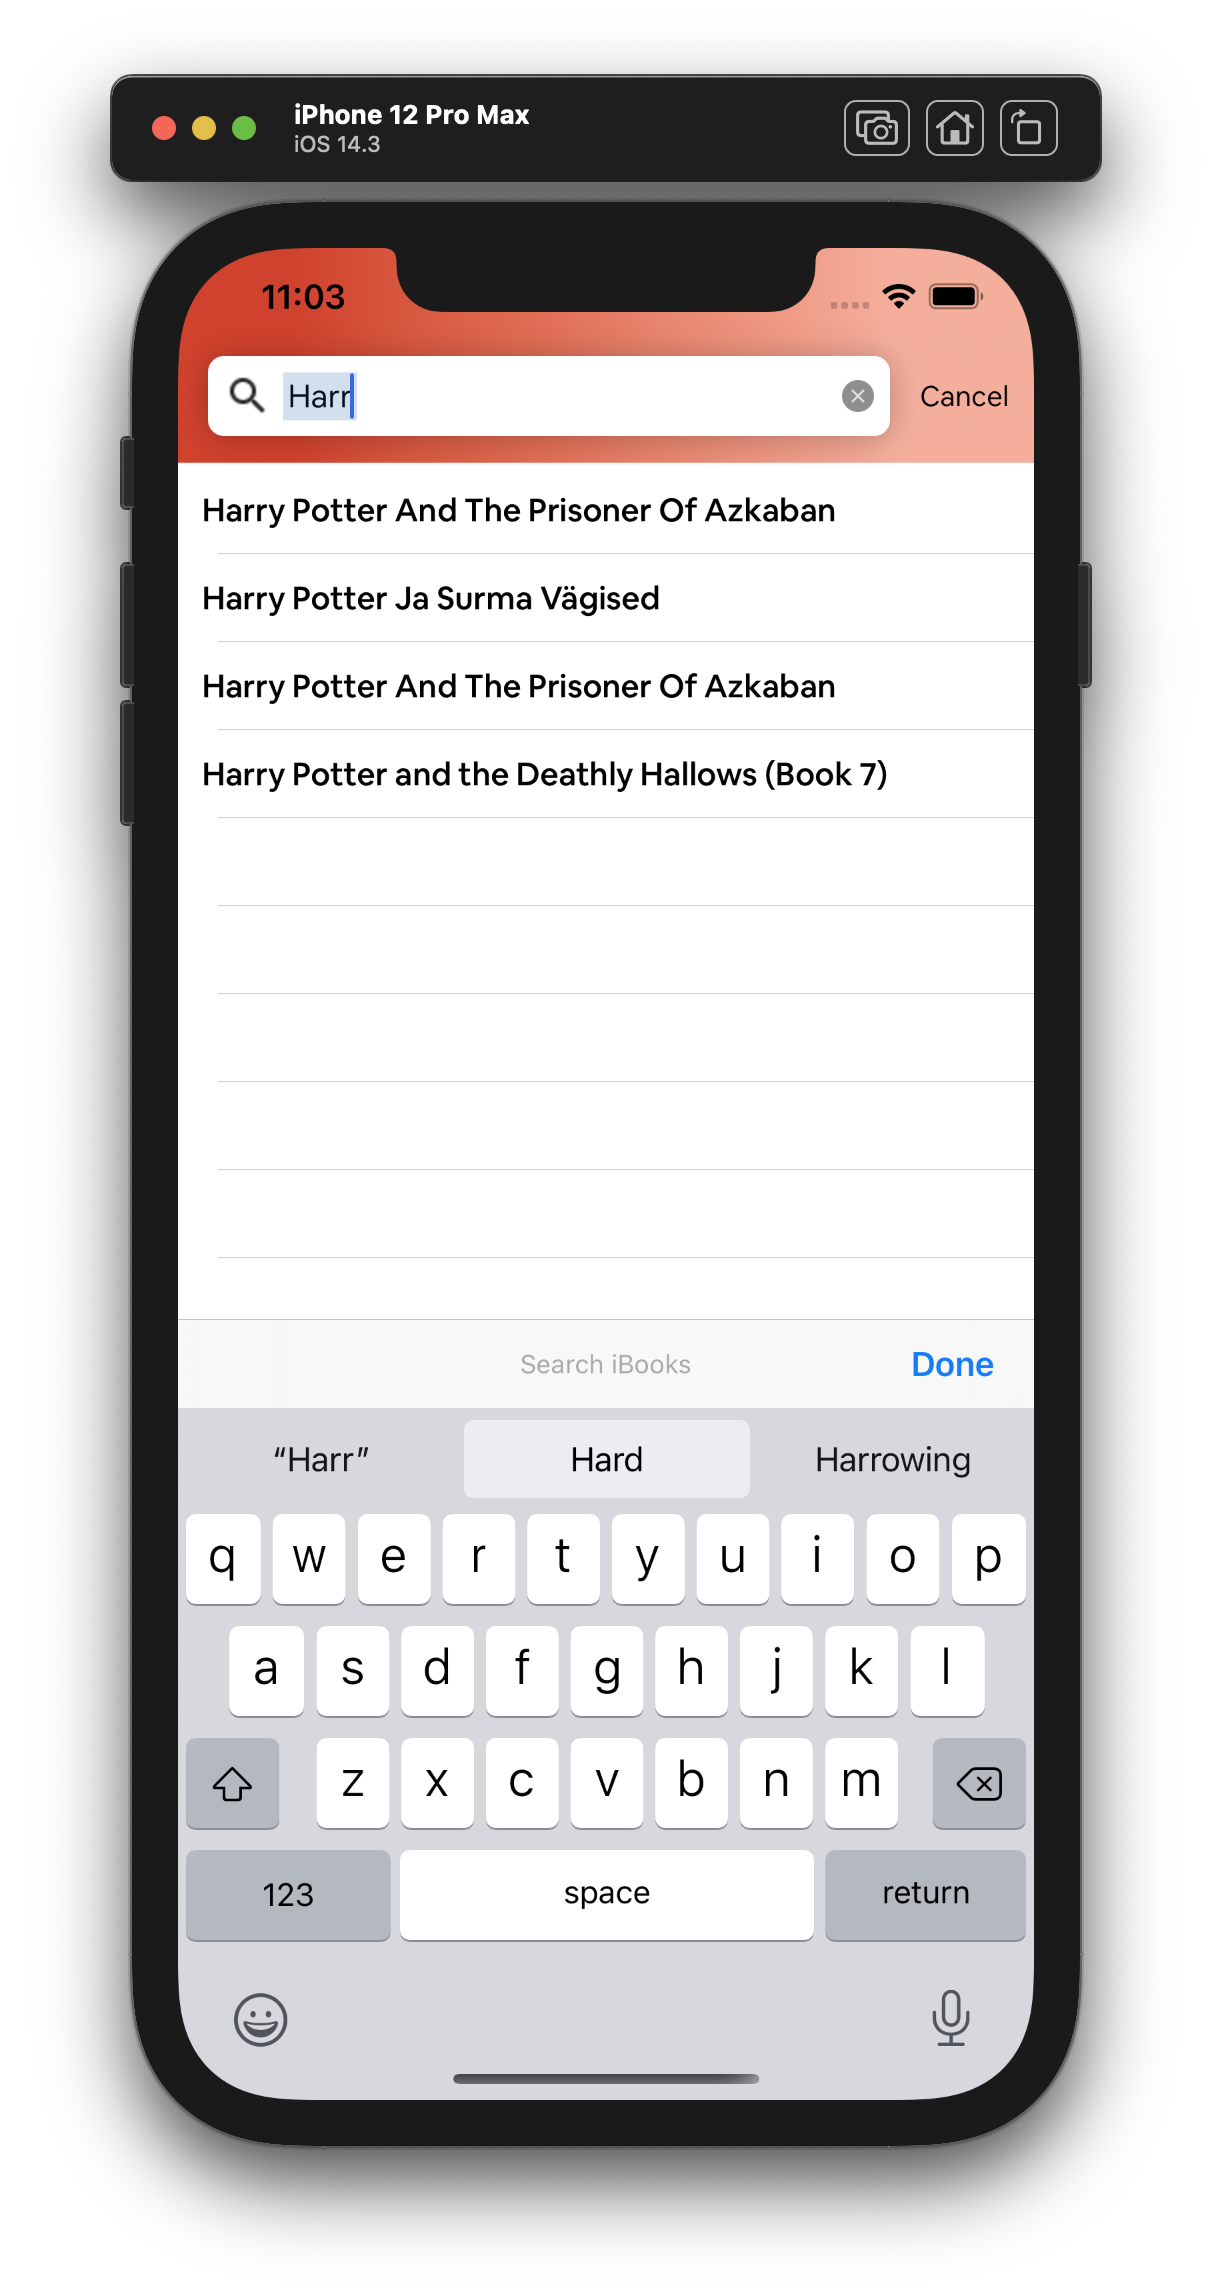 iPhone 12 Pro Max
iOS 14.3
11:03
Harr
Cancel
Harry Potter And The Prisoner Of Azkaban
Harry Potter Ja Surma Vägised
Harry Potter And The Prisoner Of Azkaban
Harry Potter and the Deathly Hallows (Book 7)
Search iBooks Done
“Harr” Hard Harrowing
q w e r t y u i o p
a s d f g h j k l
z x c v b n m
123 space return